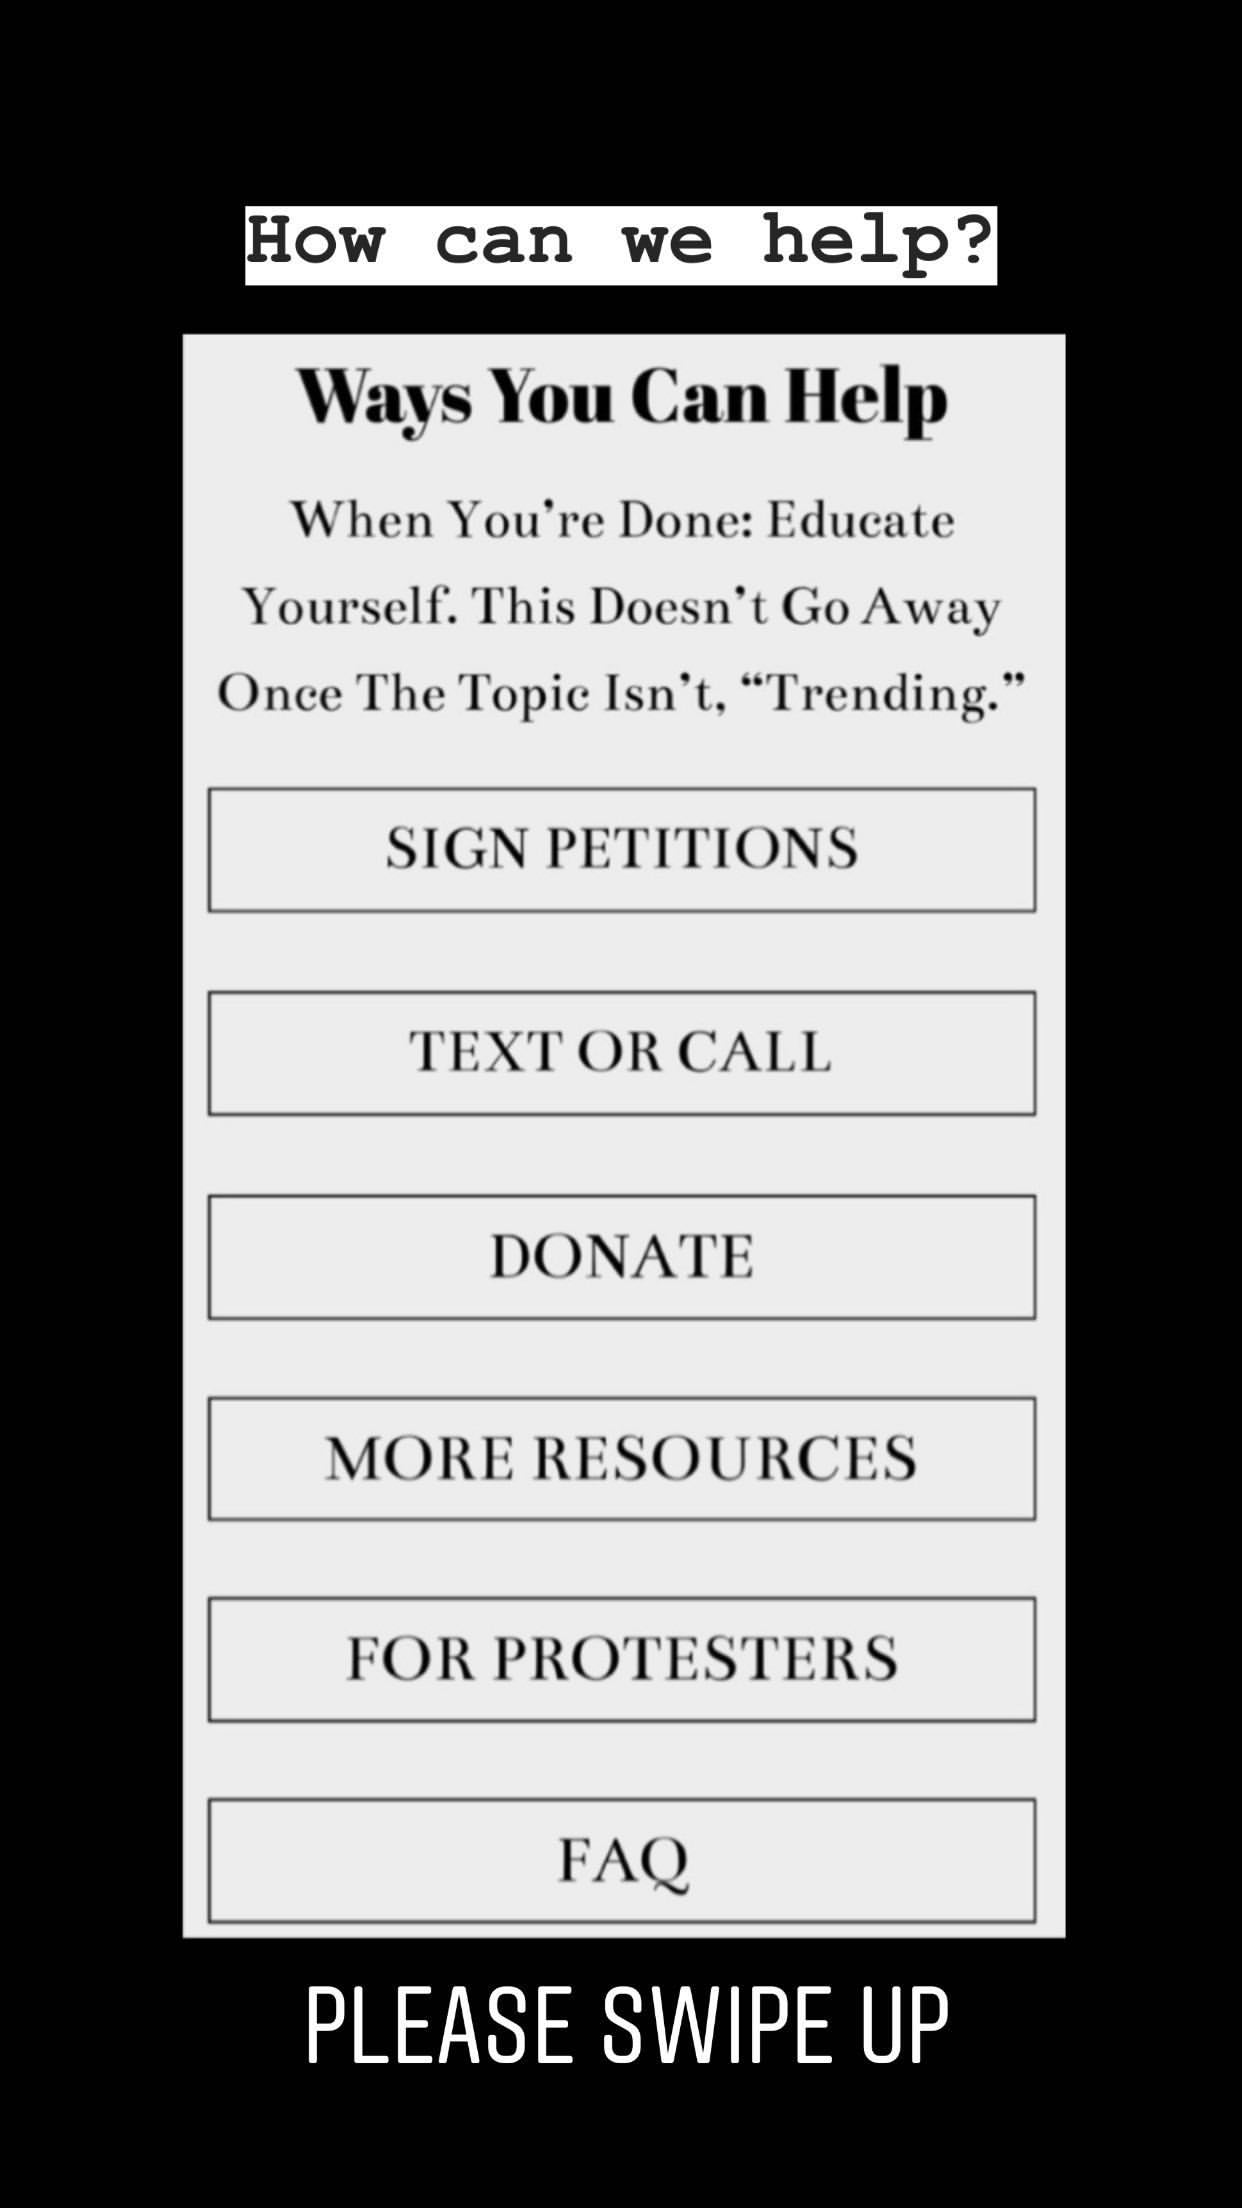 How can we help?
Ways You Can Help
When You’re Done: Educate
Yourself. This Doesn’t Go Away
Once The Topic Isn’t, “Trending.”
SIGN PETITIONS
TEXT OR CALL
DONATE
MORE RESOURCES
FOR PROTESTERS
FAQ
PLEASE SWIPE UP